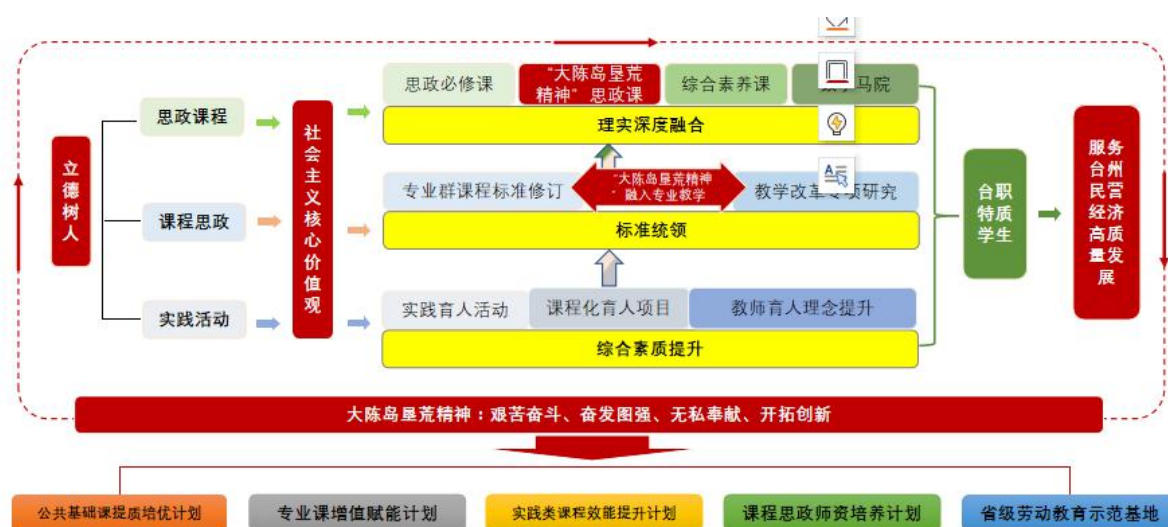 思政必修课
“大陈岛垦荒
精神”思政课
综合素养课
马院
理实深度融合
思政课程
社会主义核心价值观
立德树人
专业群课程标准修订
“大陈岛垦荒精神
”融入专业教学
教学改革专项研究
标准统领
课程思政
台职
特质
学生
服务
台州
民营
经济
高质
量发
展
实践育人活动
课程化育人项目
教师育人理念提升
综合素质提升
实践活动
大陈岛垦荒精神：艰苦奋斗、奋发图强、无私奉献、开拓创新
公共基础课提质培优计划
专业课增值赋能计划
实践类课程效能提升计划
课程思政师资培养计划
省级劳动教育示范基地